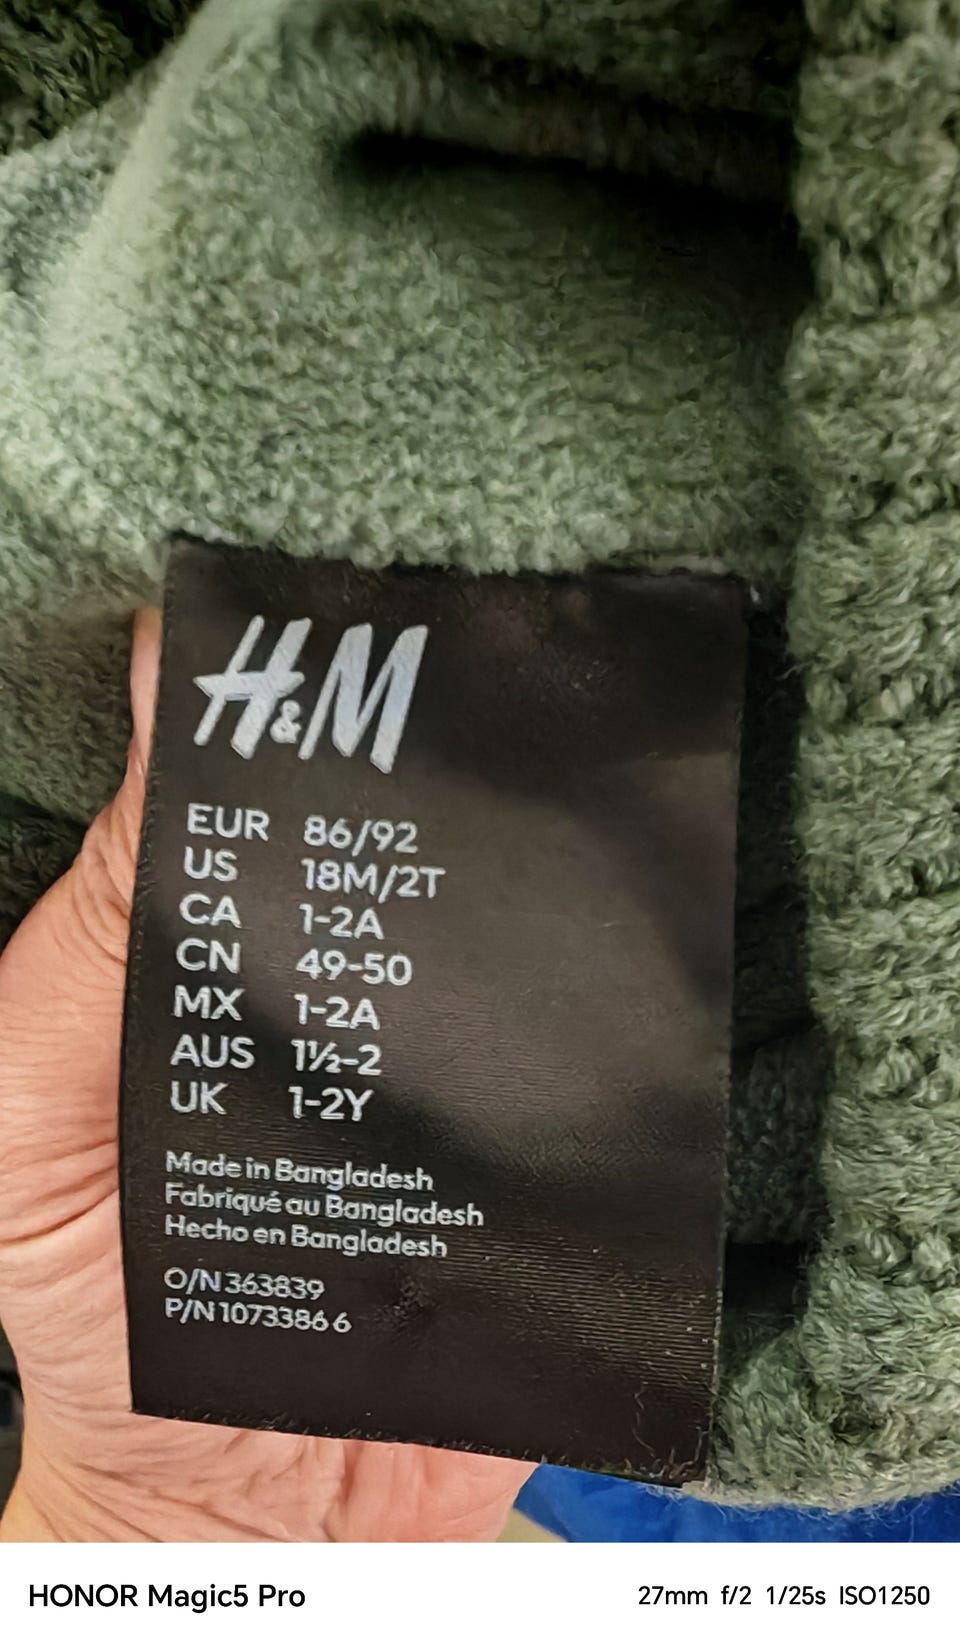 H&M
EUR 86/92
US 18M/2T
CA 1-2A
CN 49-50
MX 1-2A
AUS 1½-2
UK 1-2Y
Made in Bangladesh
Fabriqué au Bangladesh
Hecho en Bangladesh
O/N 363839
P/N 1073386 6
HONOR Magic5 Pro
27mm f/2 1/25s ISO1250